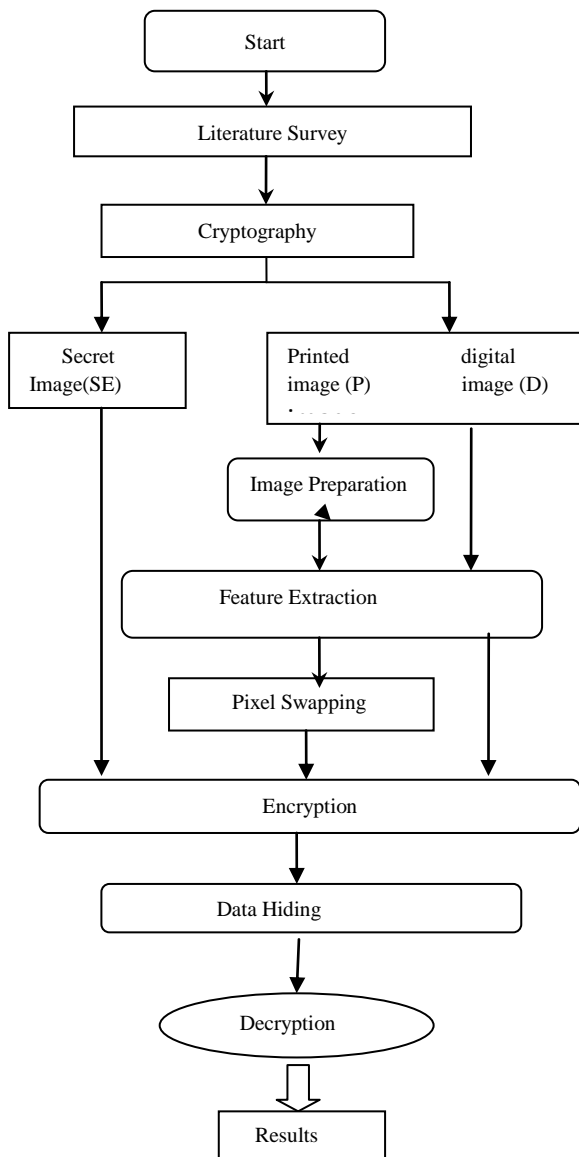 Start
Literature Survey
Cryptography
Secret
Image(SE)
Printed digital
image (P) image (D)
Image Preparation
Feature Extraction
Pixel Swapping
Encryption
Data Hiding
Decryption
Results